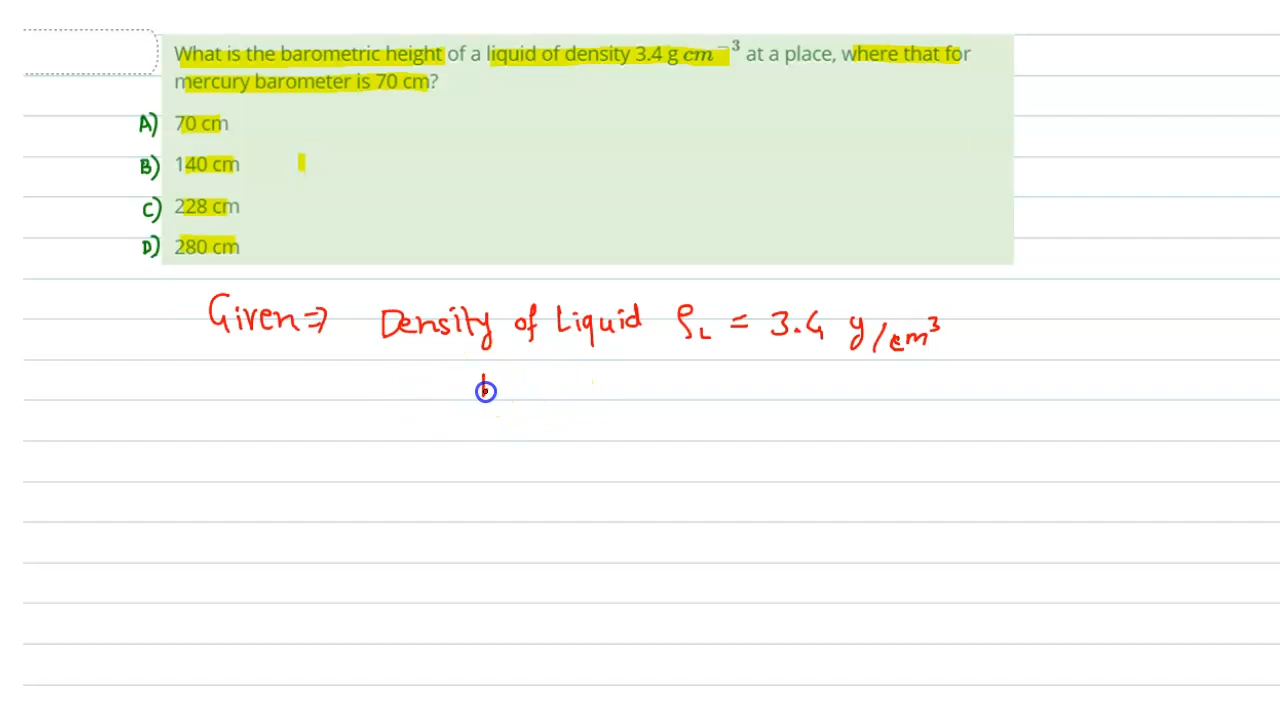 What is the barometric height of a liquid of density 3.4 g cm⁻³ at a place, where that for
mercury barometer is 70 cm?
A) 70 cm
B) 140 cm
C) 228 cm
D) 280 cm
Given ⇒ Density of Liquid ρL = 3.4 g/cm³